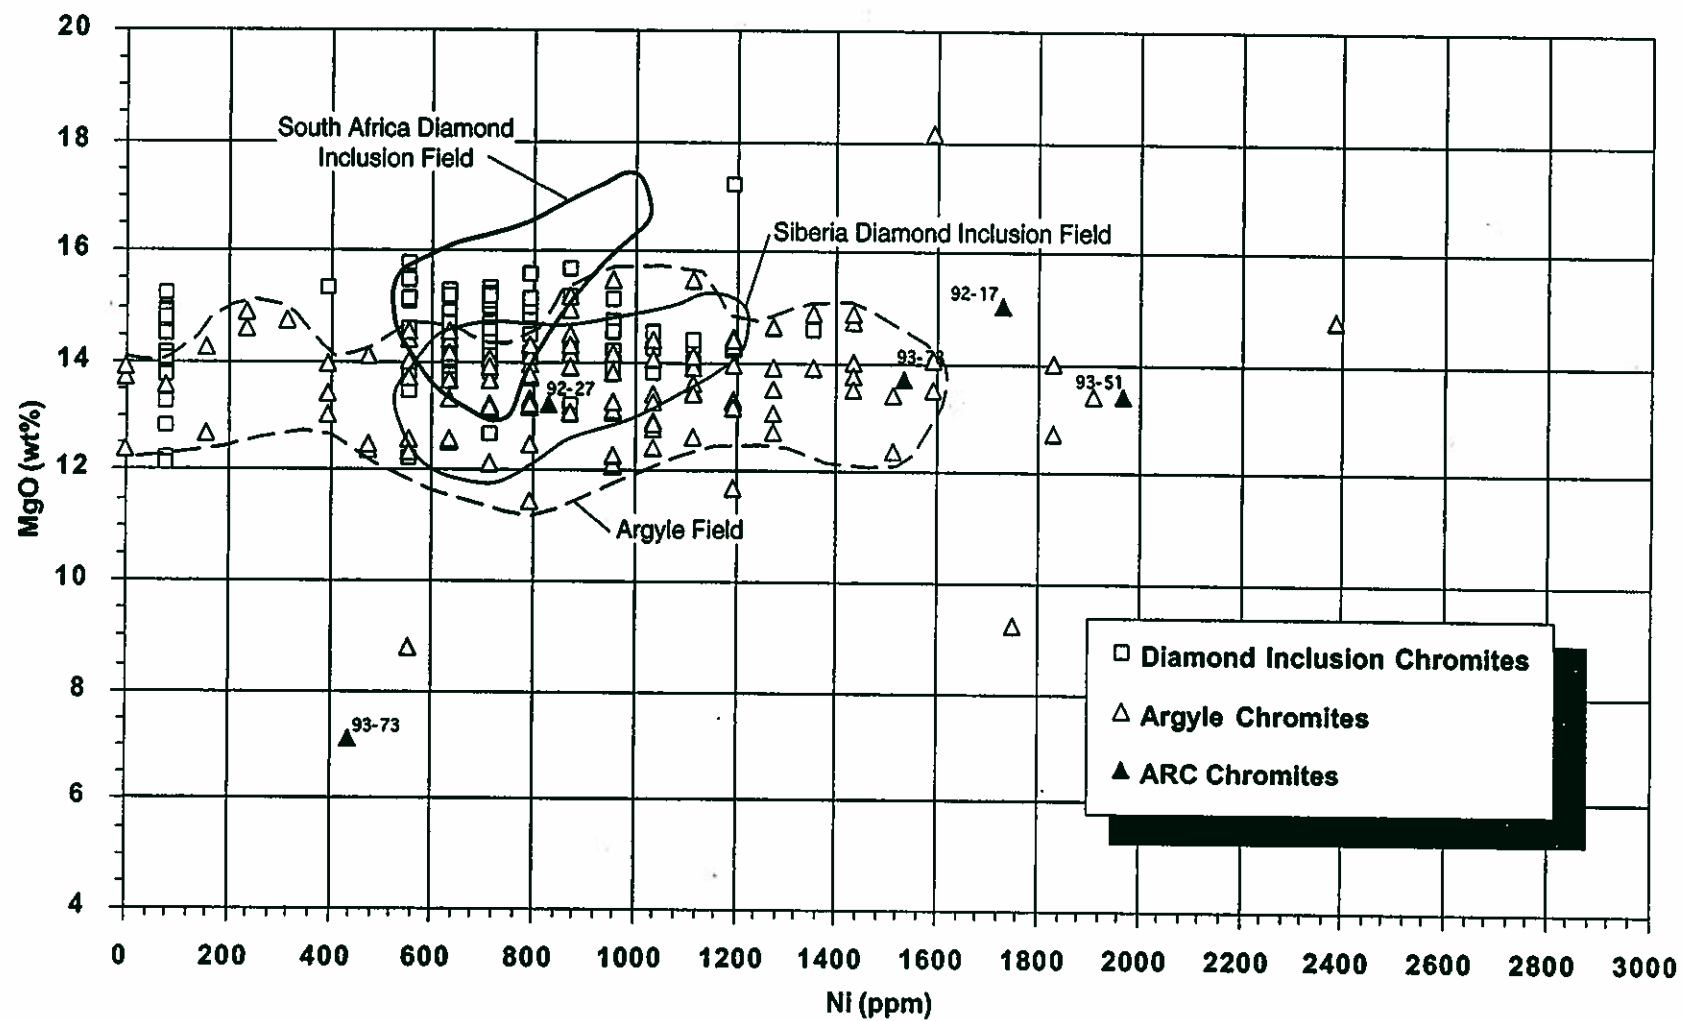 20
18
16
14
12
10
8
6
4
MgO (wt%)
South Africa Diamond
Inclusion Field
Siberia Diamond Inclusion Field
92-17
93-51
92-27
Argyle Field
93-73
Diamond Inclusion Chromites
Argyle Chromites
ARC Chromites
0 200 400 600 800 1000 1200 1400 1600 1800 2000 2200 2400 2600 2800 3000
Ni (ppm)